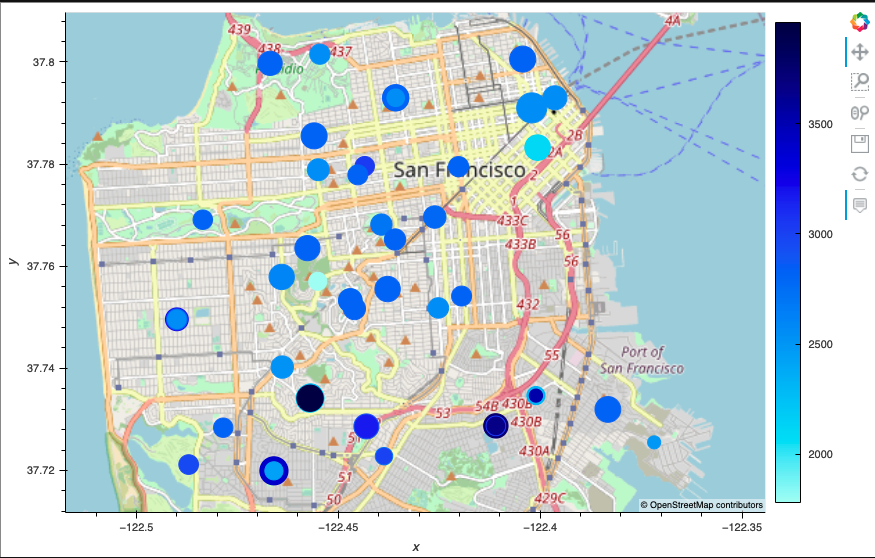 4A
439
438
437
37.8
3500
2B
2A
37.78
San Francisco
2
1
433C
3000
56
433B
y
37.76
56
432
2500
Port of
San Francisco
55
37.74
54B
430B
53
430B
51
430A
2000
37.72
51
50
429C
© OpenStreetMap contributors
−122.5
−122.45
−122.4
−122.35
x